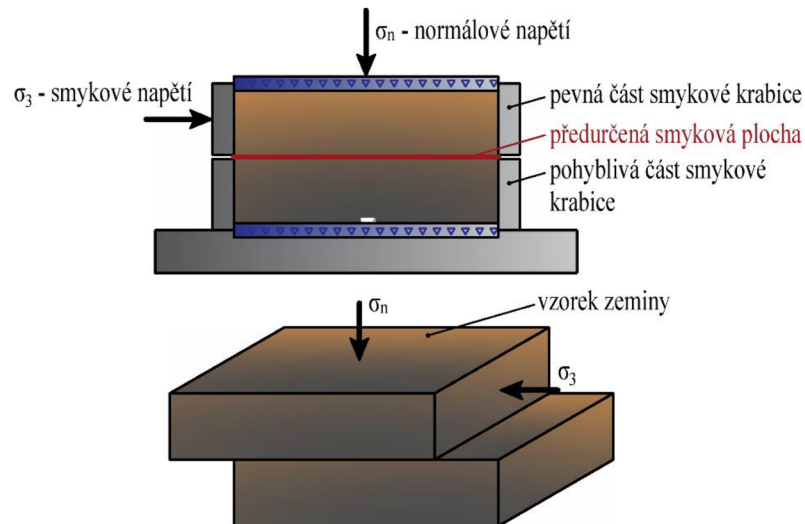 σn - normálové napětí
σ3 - smykové napětí
pevná část smykové krabice
předurčená smyková plocha
pohyblivá část smykové
krabice
σn
vzorek zeminy
σ3